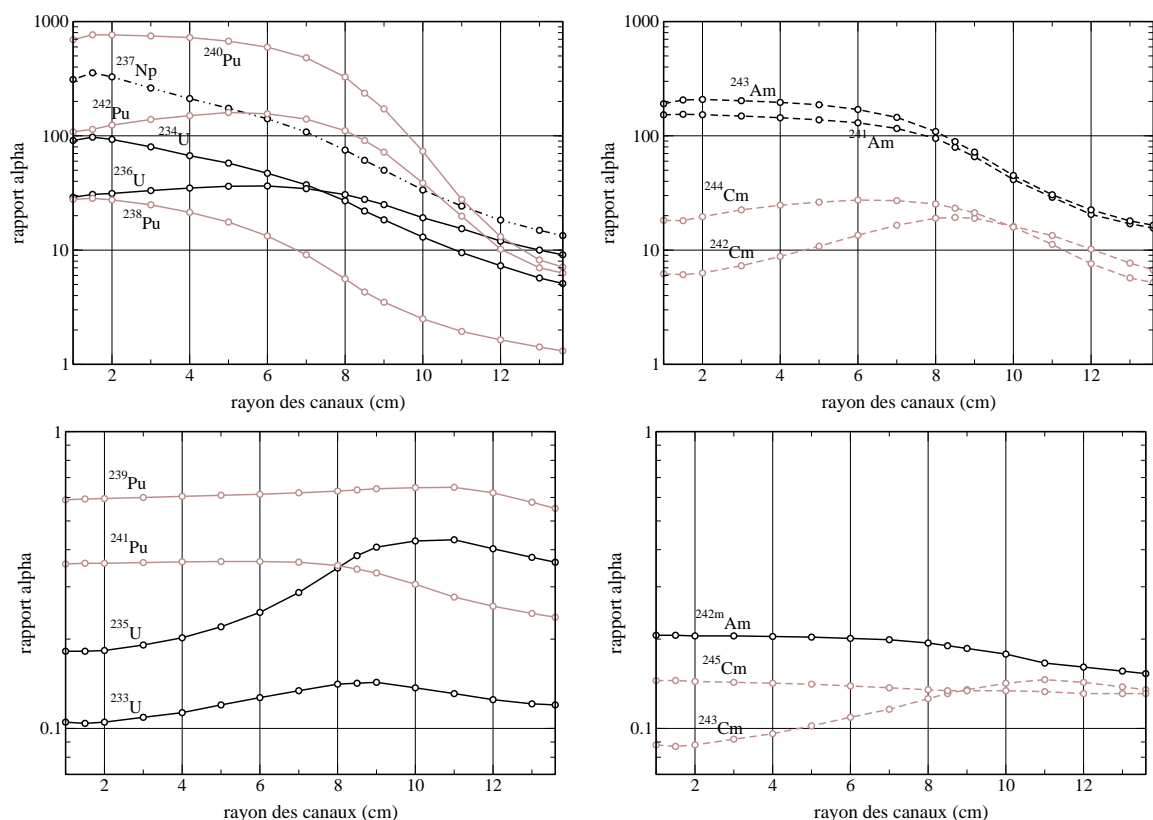 1000
100
10
1
rapport alpha
²⁴⁰Pu
²³⁷Np
²⁴²Pu
²³⁴U
²³⁶U
²³⁸Pu
2 4 6 8 10 12
rayon des canaux (cm)
1000
100
10
1
rapport alpha
²⁴³Am
²⁴¹Am
²⁴⁴Cm
²⁴²Cm
2 4 6 8 10 12
rayon des canaux (cm)
1
0.1
rapport alpha
²³⁹Pu
²⁴¹Pu
²³⁵U
²³³U
2 4 6 8 10 12
rayon des canaux (cm)
1
0.1
rapport alpha
²⁴²ᵐAm
²⁴⁵Cm
²⁴³Cm
2 4 6 8 10 12
rayon des canaux (cm)